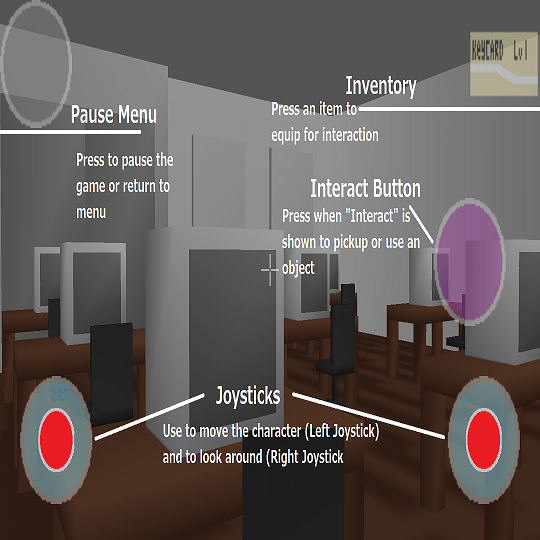 KEYCARD Lvl
Inventory
Press an item to
equip for interaction
Pause Menu
Press to pause the
game or return to
menu
Interact Button
Press when "Interact" is
shown to pickup or use an
object
Joysticks
Use to move the character (Left Joystick)
and to look around (Right Joystick